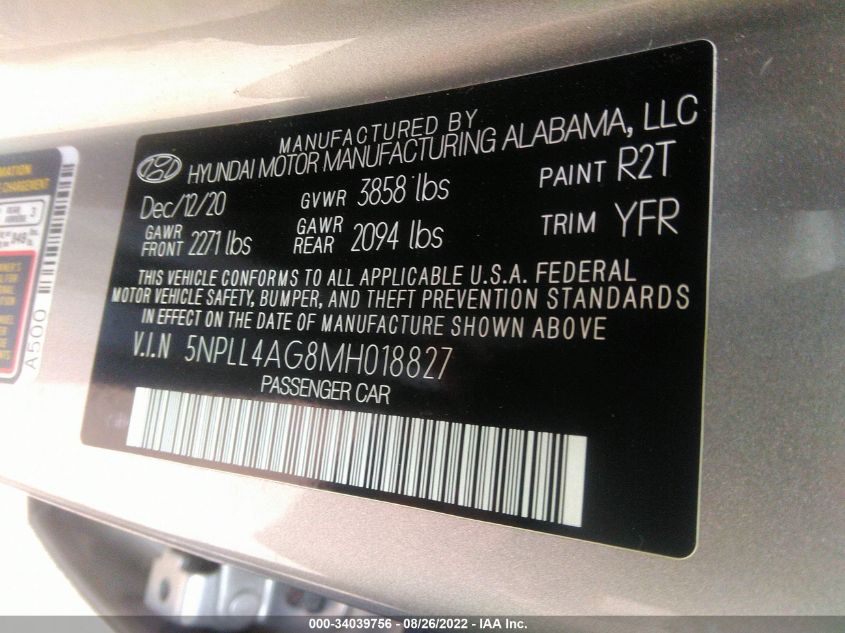 MANUFACTURED BY
HYUNDAI MOTOR MANUFACTURING ALABAMA, LLC
Dec/12/20 GVWR 3858 lbs PAINT R2T
GAWR FRONT 2271 lbs GAWR REAR 2094 lbs TRIM YFR
THIS VEHICLE CONFORMS TO ALL APPLICABLE U.S.A. FEDERAL
MOTOR VEHICLE SAFETY, BUMPER, AND THEFT PREVENTION STANDARDS
IN EFFECT ON THE DATE OF MANUFACTURE SHOWN ABOVE
V.I.N 5NPLL4AG8MH018827
PASSENGER CAR
A500
000-34039756 - 08/26/2022 - IAA Inc.